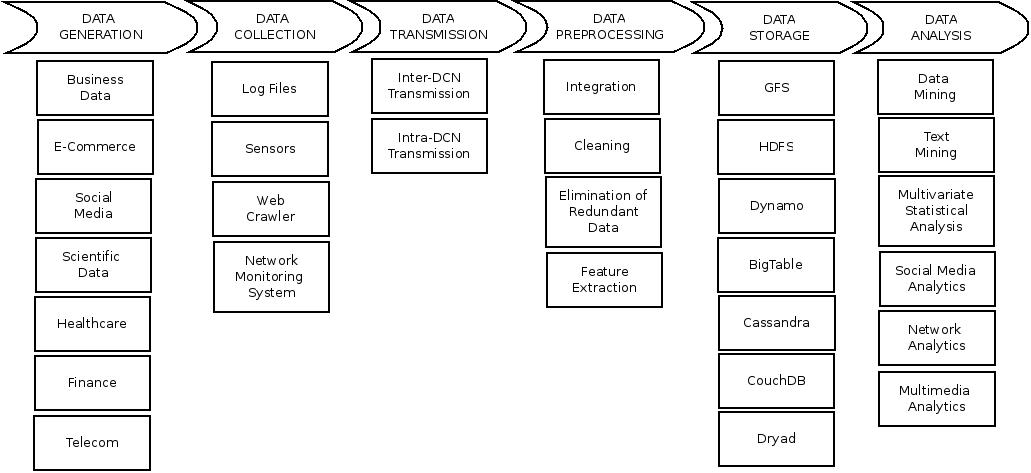 DATA
GENERATION
DATA
COLLECTION
DATA
TRANSMISSION
DATA
PREPROCESSING
DATA
STORAGE
DATA
ANALYSIS
Business
Data
E-Commerce
Social
Media
Scientific
Data
Healthcare
Finance
Telecom
Log Files
Sensors
Web
Crawler
Network
Monitoring
System
Inter-DCN
Transmission
Intra-DCN
Transmission
Integration
Cleaning
Elimination of
Redundant
Data
Feature
Extraction
GFS
HDFS
Dynamo
BigTable
Cassandra
CouchDB
Dryad
Data
Mining
Text
Mining
Multivariate
Statistical
Analysis
Social Media
Analytics
Network
Analytics
Multimedia
Analytics